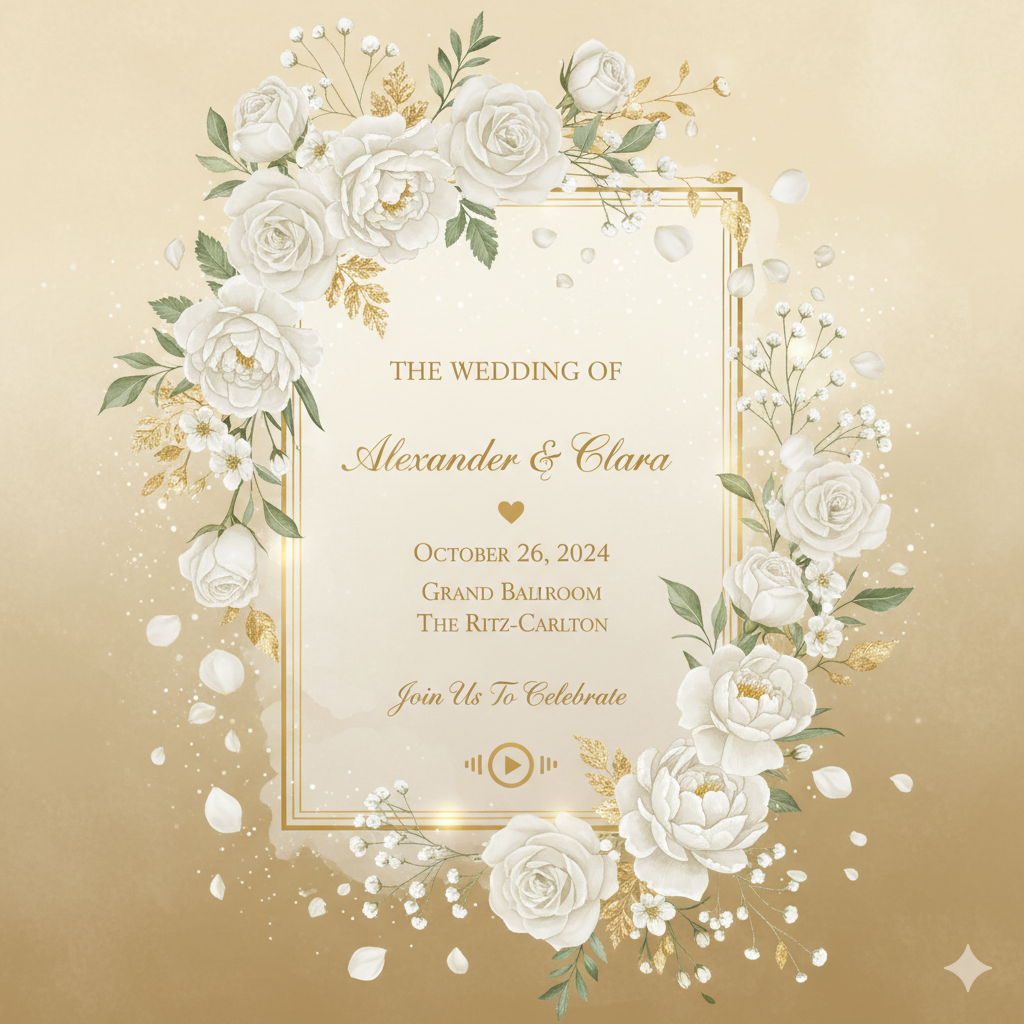 THE WEDDING OF
Alexander & Clara
OCTOBER 26, 2024
GRAND BALLROOM
THE RITZ-CARLTON
Join Us To Celebrate